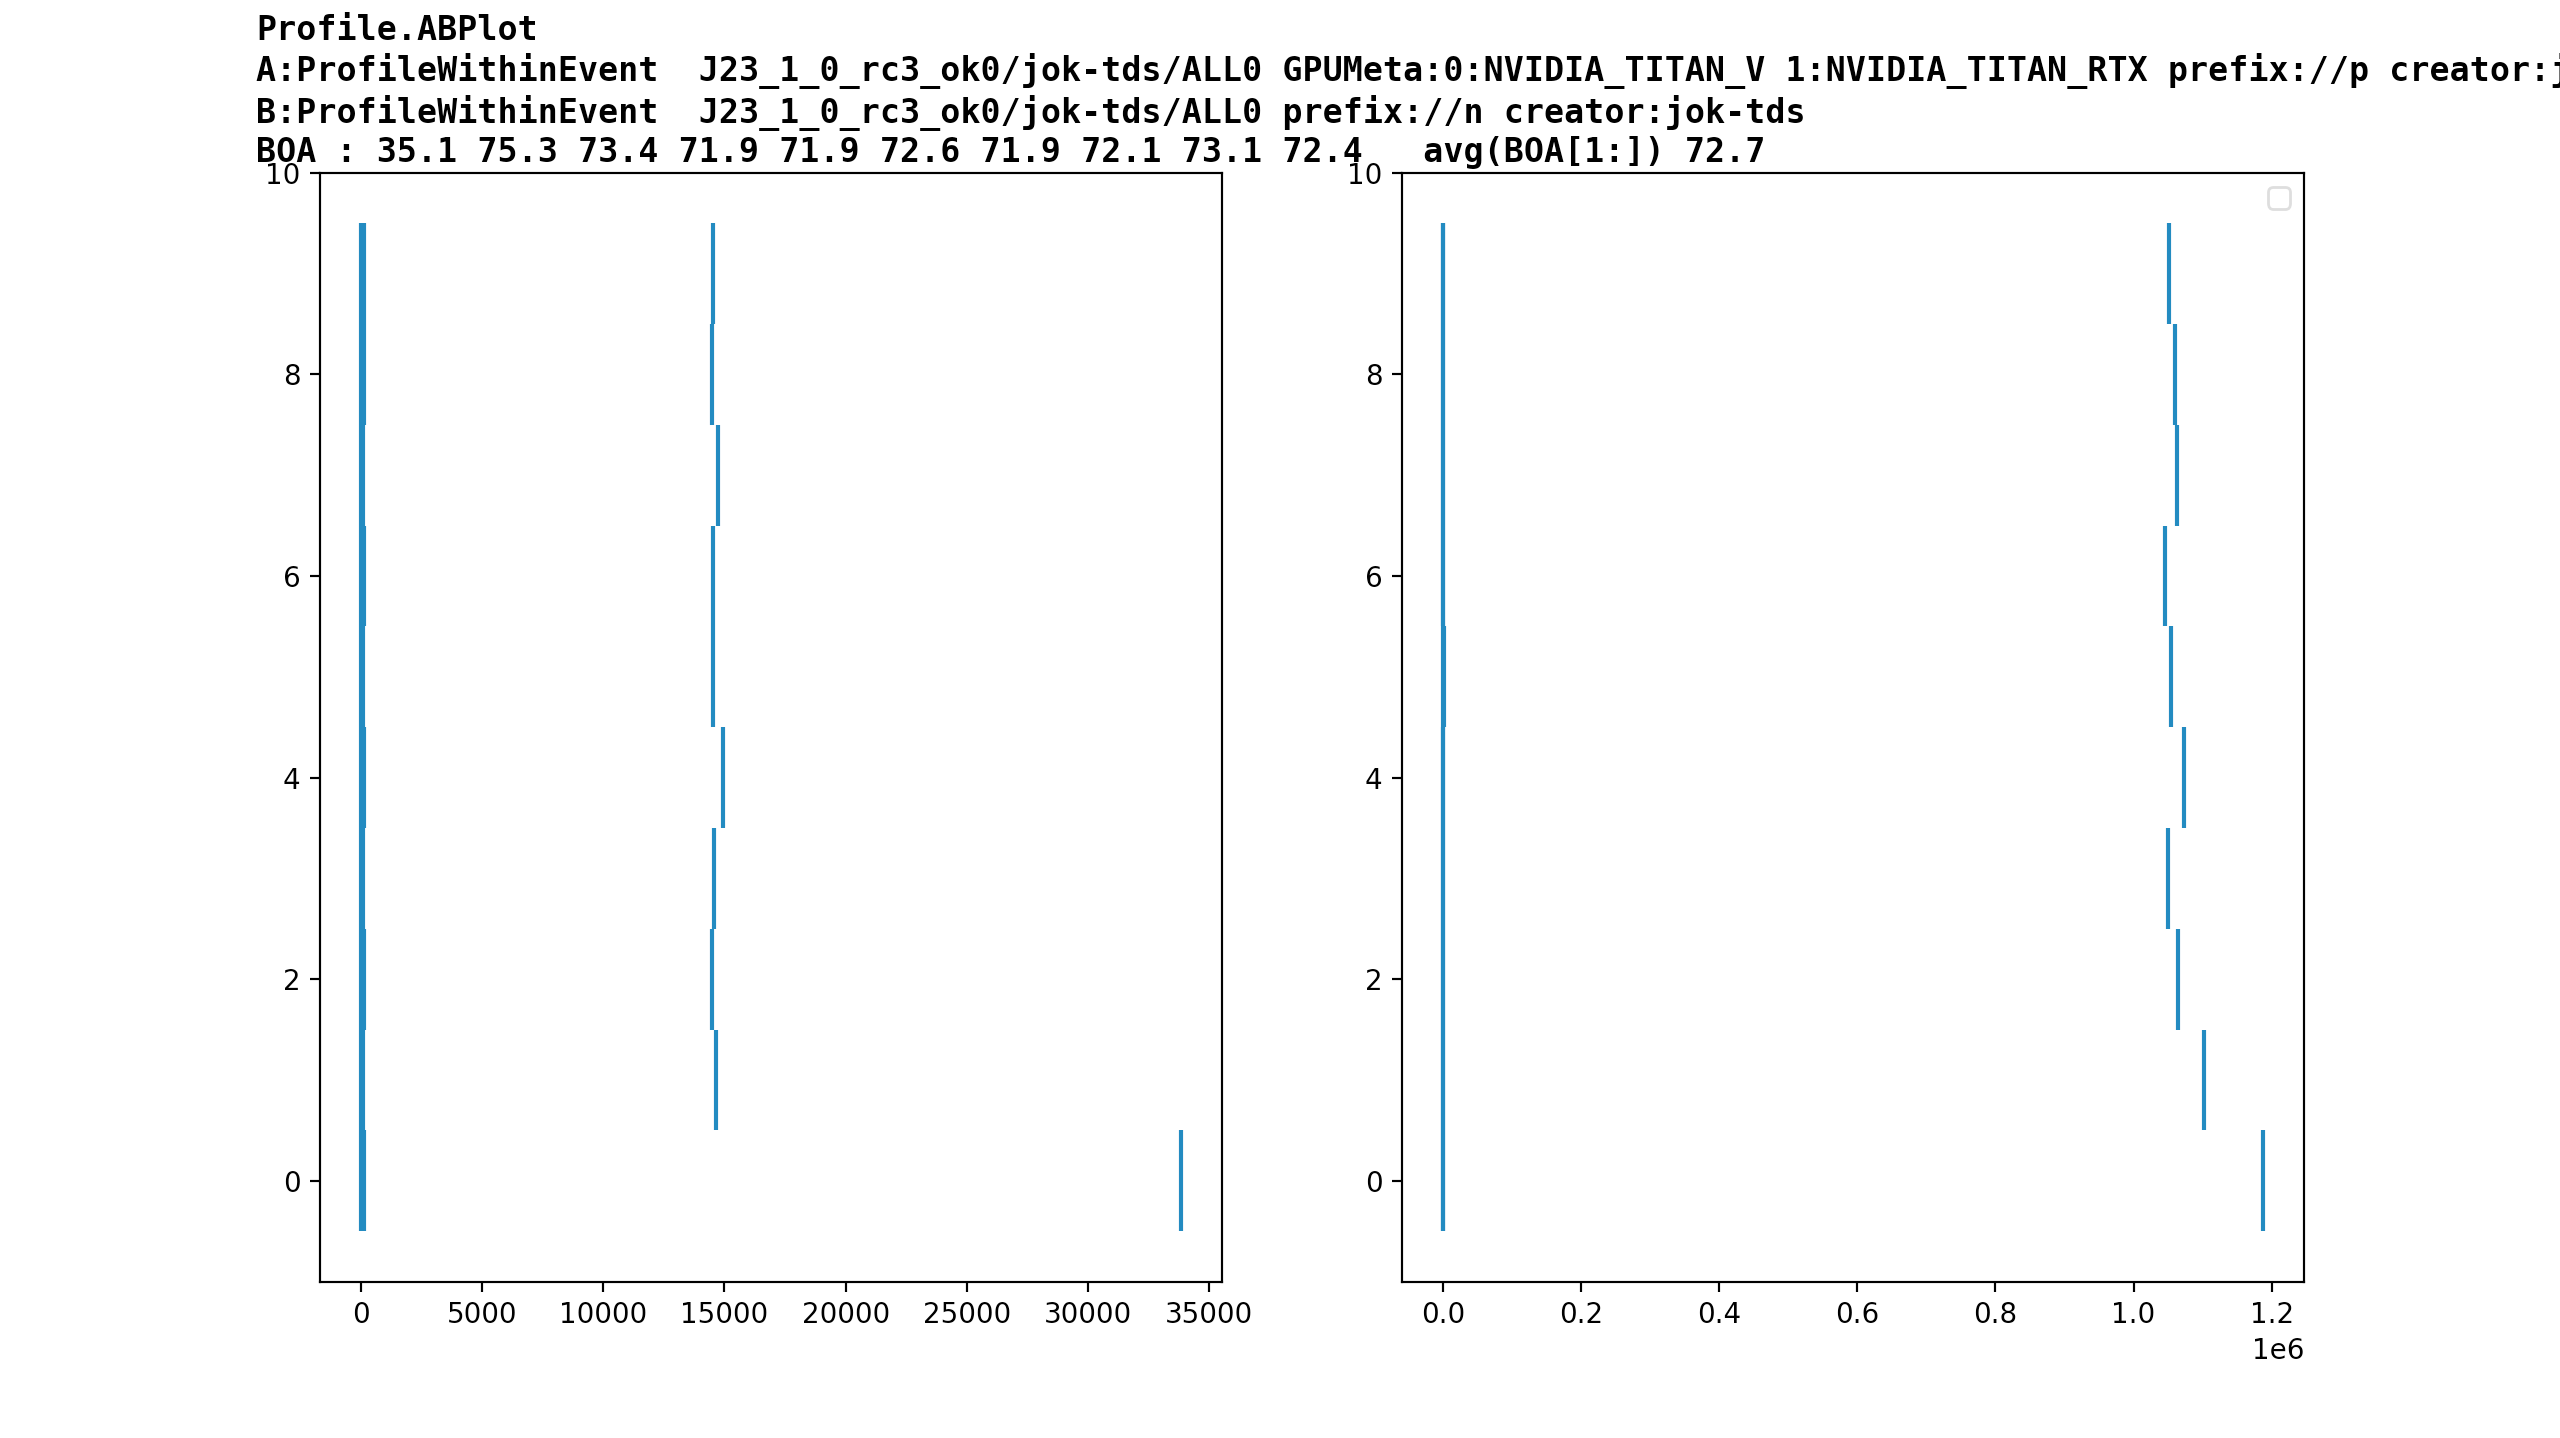 Profile.ABPlot
A:ProfileWithinEvent  J23_1_0_rc3_ok0/jok-tds/ALL0 GPUMeta:0:NVIDIA_TITAN_V 1:NVIDIA_TITAN_RTX prefix://p creator:j
B:ProfileWithinEvent  J23_1_0_rc3_ok0/jok-tds/ALL0 prefix://n creator:jok-tds
BOA : 35.1 75.3 73.4 71.9 71.9 72.6 71.9 72.1 73.1 72.4   avg(BOA[1:]) 72.7
10
8
6
4
2
0
0 5000 10000 15000 20000 25000 30000 35000
10
8
6
4
2
0
0.0 0.2 0.4 0.6 0.8 1.0 1.2
1e6